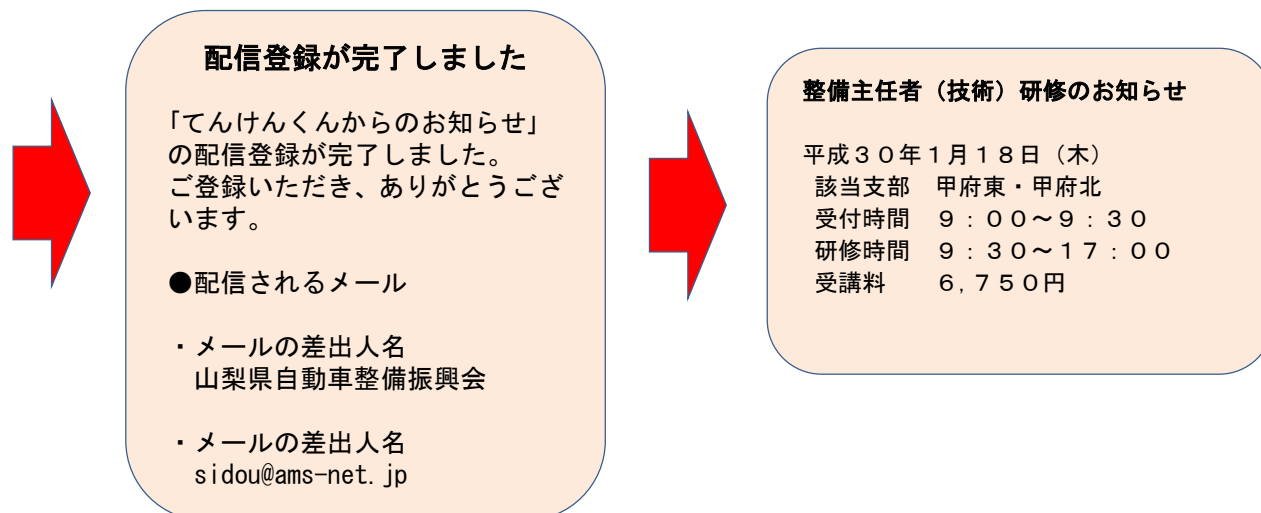 配信登録が完了しました
「てんけんくんからのお知らせ」
の配信登録が完了しました。
ご登録いただき、ありがとうござ
います。
●配信されるメール
・メールの差出人名
山梨県自動車整備振興会
・メールの差出人名
sidou@ams-net.jp
整備主任者（技術）研修のお知らせ
平成３０年１月１８日（木）
該当支部　甲府東・甲府北
受付時間　９：００～９：３０
研修時間　９：３０～１７：００
受講料　　６,７５０円